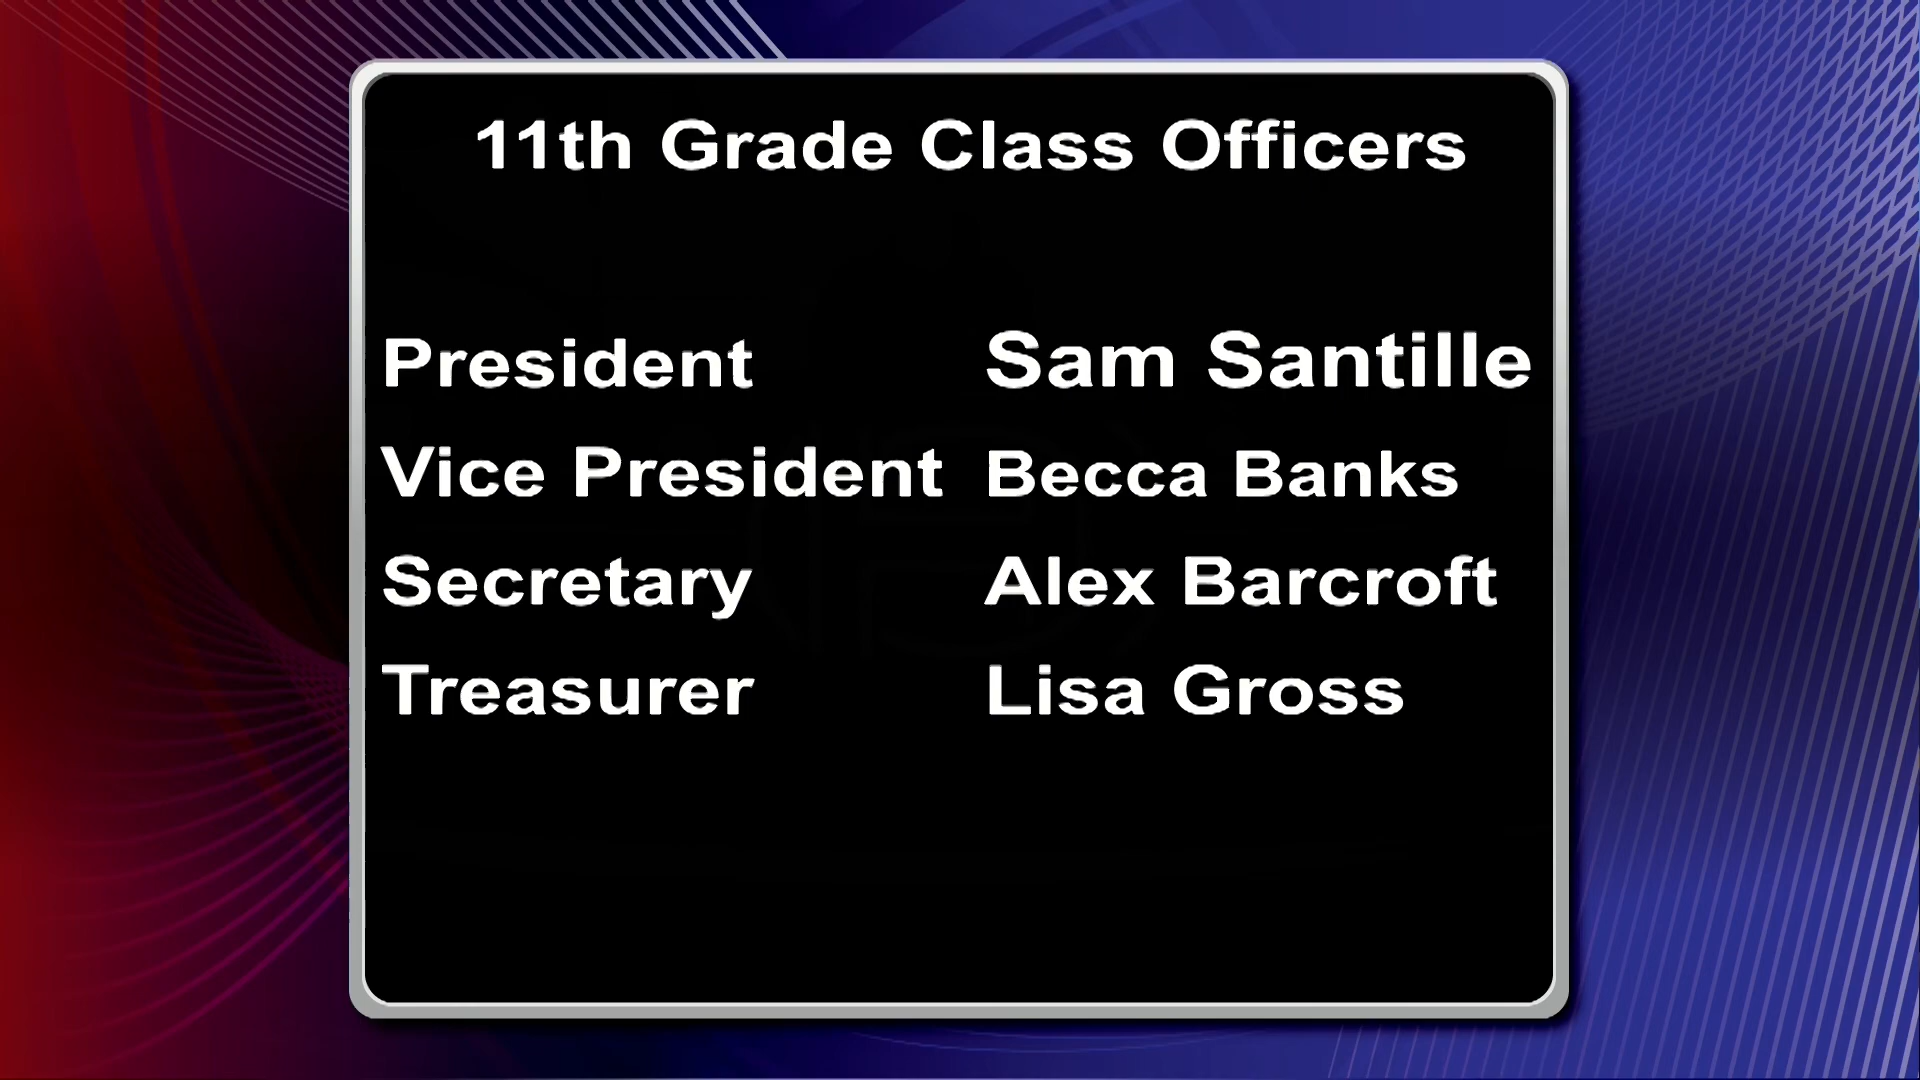 11th Grade Class Officers
President Sam Santille
Vice President Becca Banks
Secretary Alex Barcroft
Treasurer Lisa Gross